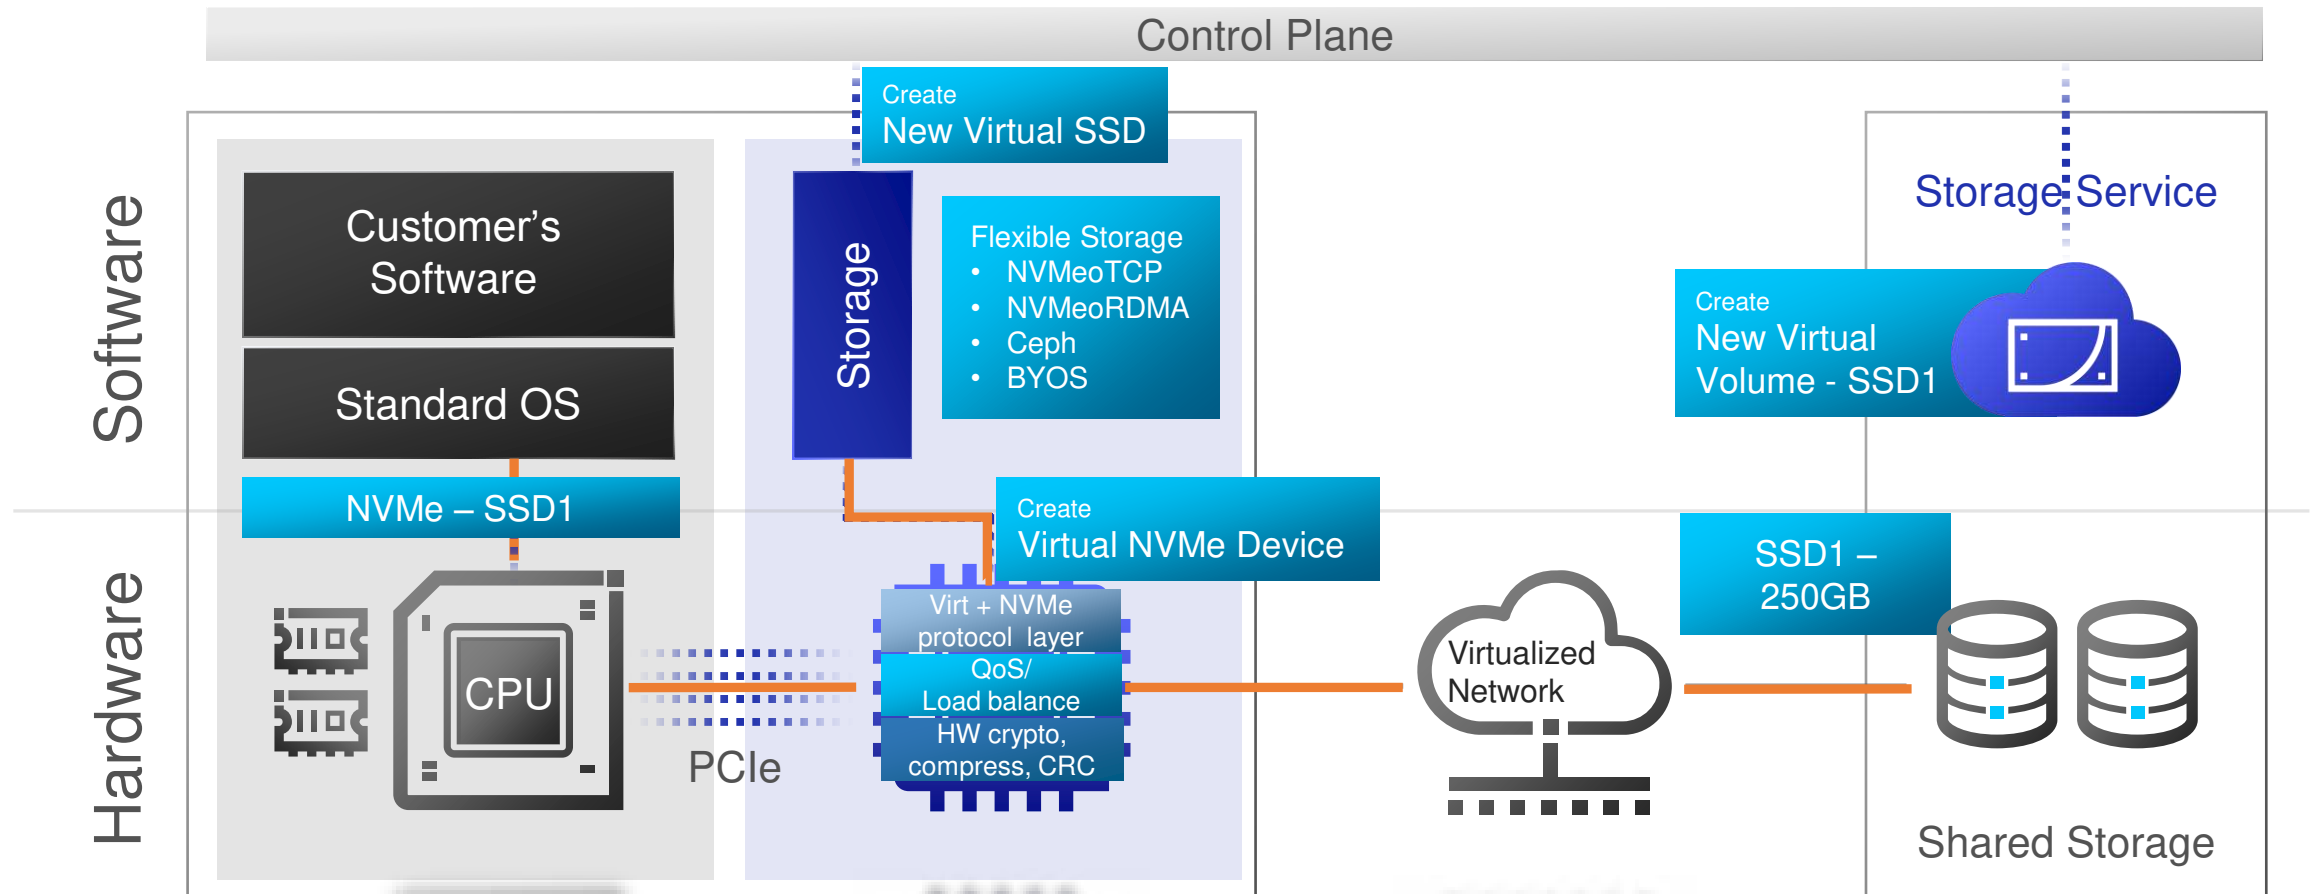 Control Plane
Create
New Virtual SSD
Software
Customer's
Software
Standard OS
NVMe – SSD1
Storage
Flexible Storage
• NVMeoTCP
• NVMeoRDMA
• Ceph
• BYOS
Storage Service
Create
New Virtual
Volume - SSD1
Create
Virtual NVMe Device
Hardware
CPU
PCIe
Virt + NVMe
protocol layer
QoS/
Load balance
HW crypto,
compress, CRC
Virtualized
Network
SSD1 –
250GB
Shared Storage